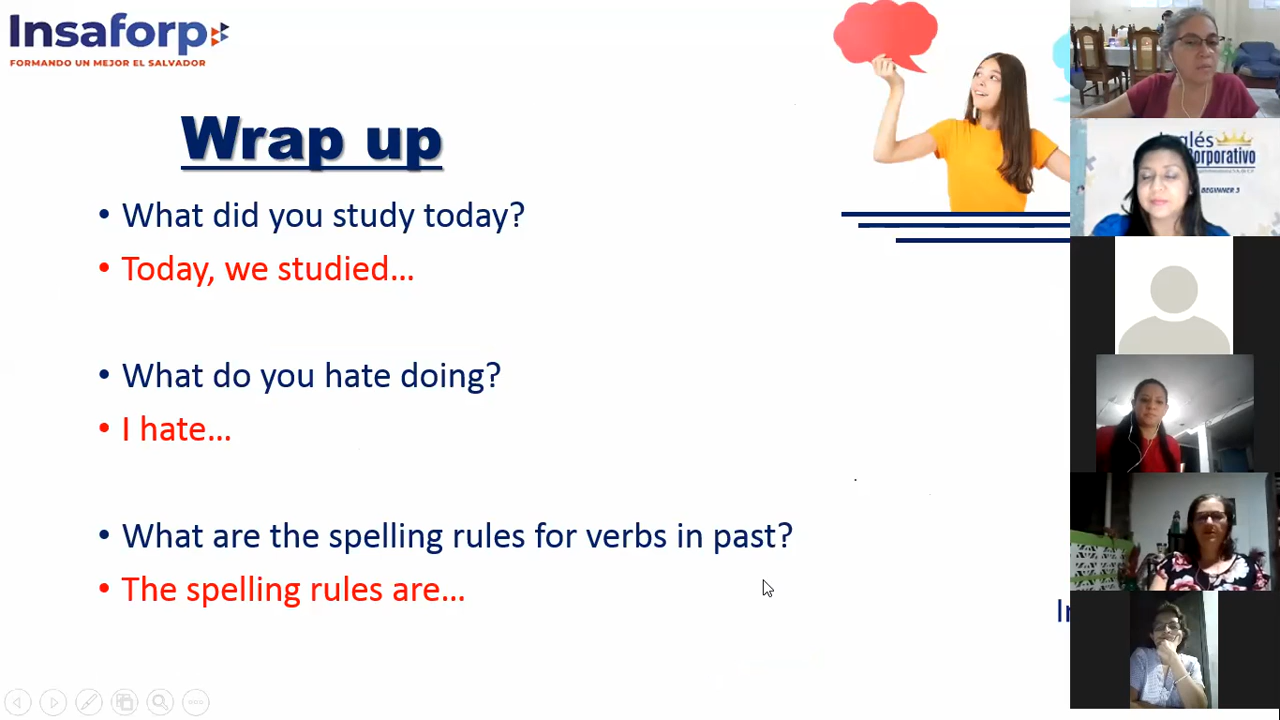 Insaforp
FORMANDO UN MEJOR EL SALVADOR
Wrap up
• What did you study today?
• Today, we studied...
• What do you hate doing?
• I hate...
• What are the spelling rules for verbs in past?
• The spelling rules are...
Inglés
Corporativo
BEGINNER 3